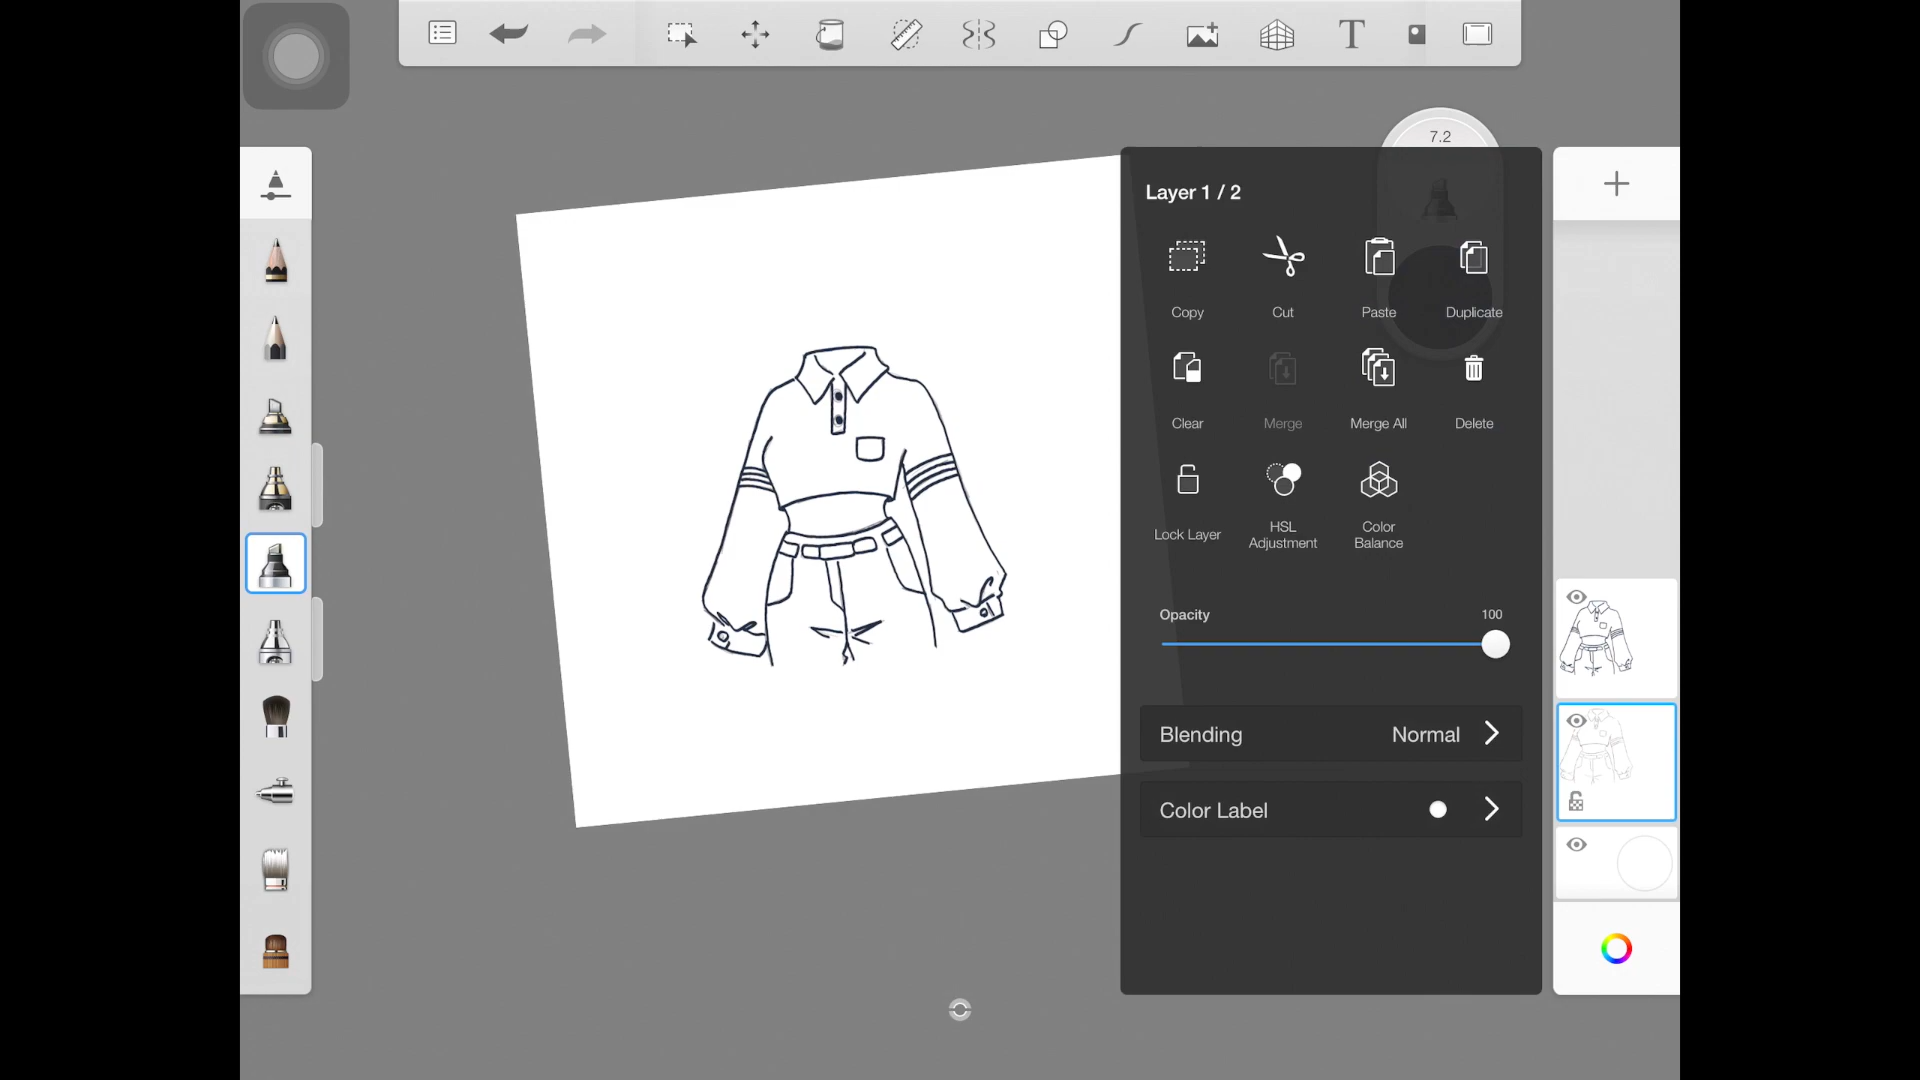 7.2
Layer 1 / 2
Copy
Cut
Paste
Duplicate
Clear
Merge
Merge All
Delete
Lock Layer
HSL
Adjustment
Color
Balance
Opacity
100
Blending
Normal
Color Label